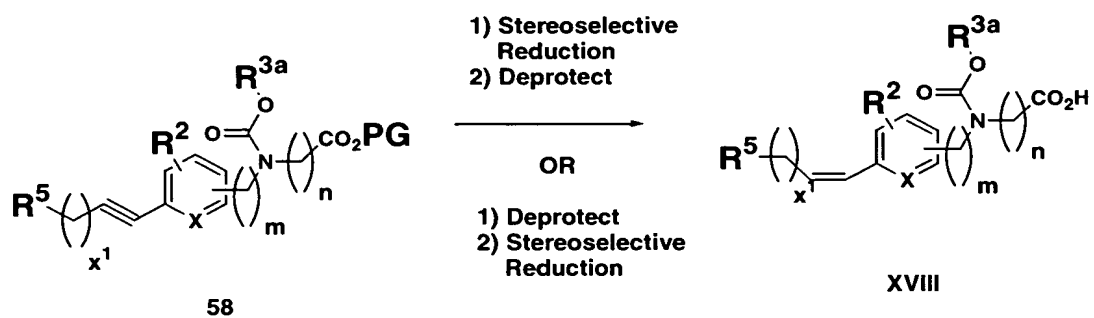 1) Stereoselective
Reduction
2) Deprotect
OR
1) Deprotect
2) Stereoselective
Reduction
R3a
O
O
R2
N
( )n
CO2PG
R5
( )x1
X
( )m
58
R3a
O
O
R2
N
( )n
CO2H
R5
( )x1
X
( )m
XVIII